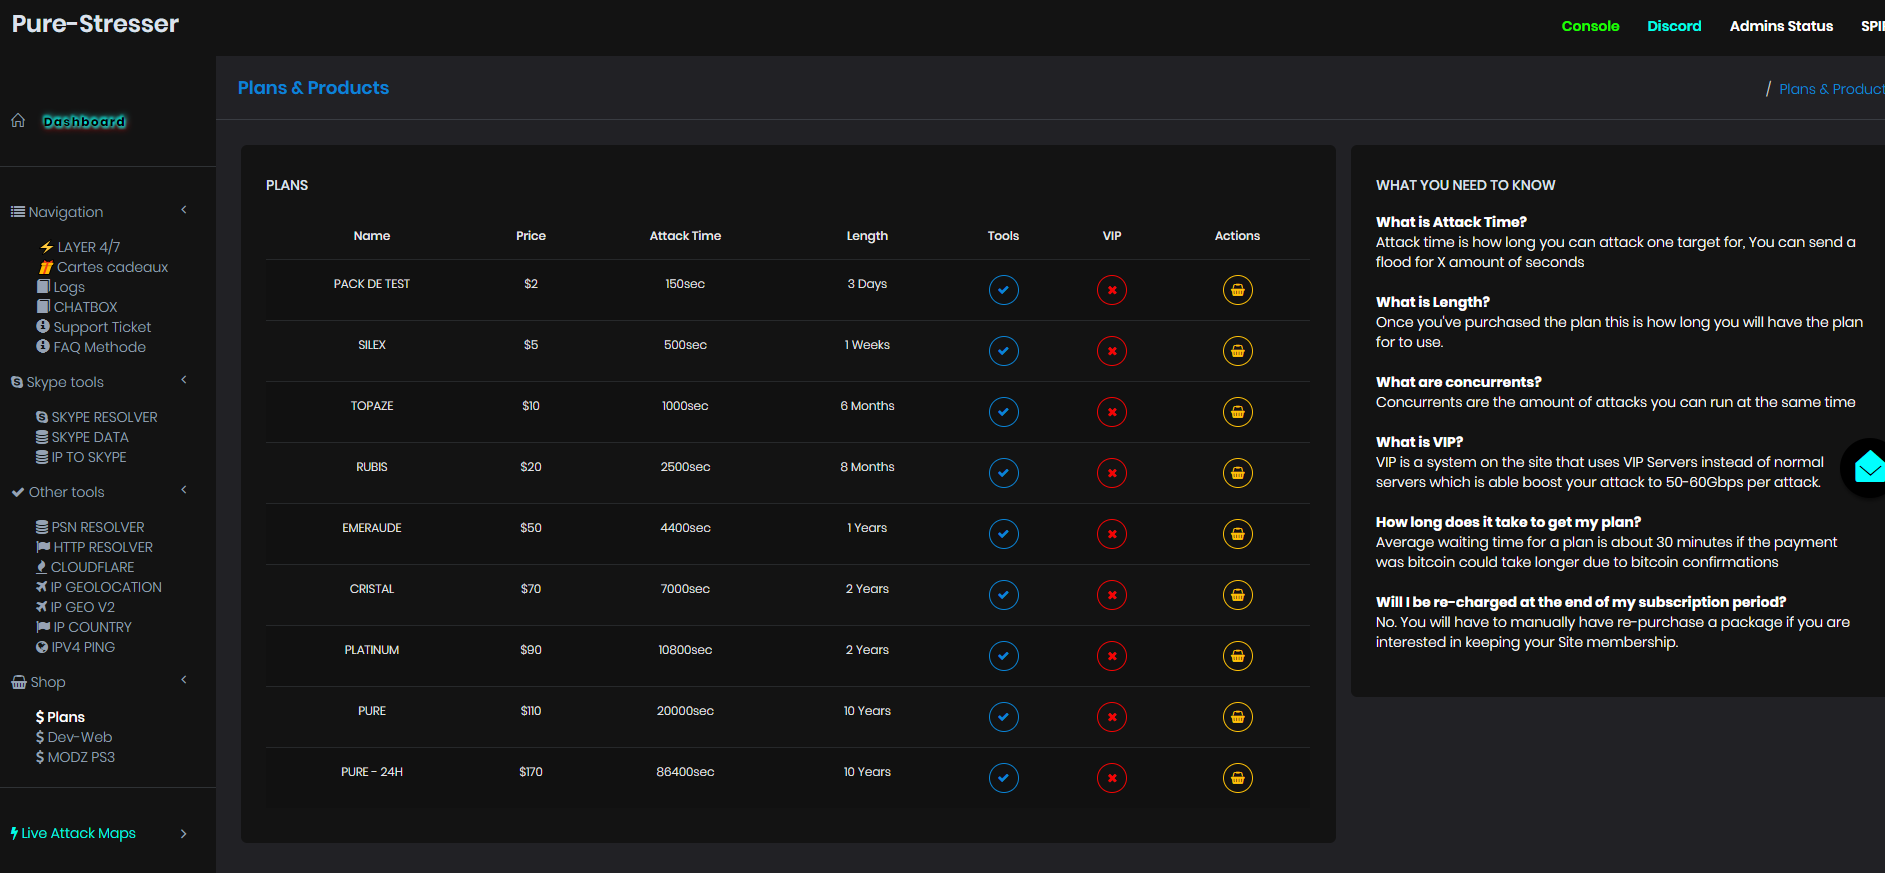 Pure-Stresser
Console Discord Admins Status
Plans & Products
/ Plans & Product
Dashboard
Navigation
LAYER 4/7
Cartes cadeaux
Logs
CHATBOX
Support Ticket
FAQ Methode
Skype tools
SKYPE RESOLVER
SKYPE DATA
IP TO SKYPE
Other tools
PSN RESOLVER
HTTP RESOLVER
CLOUDFLARE
IP GEOLOCATION
IP GEO V2
IP COUNTRY
IPV4 PING
Shop
$ Plans
$ Dev-Web
$ MODZ PS3
Live Attack Maps
PLANS
Name Price Attack Time Length Tools VIP Actions
PACK DE TEST $2 150sec 3 Days
SILEX $5 500sec 1 Weeks
TOPAZE $10 1000sec 6 Months
RUBIS $20 2500sec 8 Months
EMERAUDE $50 4400sec 1 Years
CRISTAL $70 7000sec 2 Years
PLATINUM $90 10800sec 2 Years
PURE $110 20000sec 10 Years
PURE - 24H $170 86400sec 10 Years
WHAT YOU NEED TO KNOW
What is Attack Time?
Attack time is how long you can attack one target for, You can send a
flood for X amount of seconds
What is Length?
Once you've purchased the plan this is how long you will have the plan
for to use.
What are concurrents?
Concurrents are the amount of attacks you can run at the same time
What is VIP?
VIP is a system on the site that uses VIP Servers instead of normal
servers which is able boost your attack to 50-60Gbps per attack.
How long does it take to get my plan?
Average waiting time for a plan is about 30 minutes if the payment
was bitcoin could take longer due to bitcoin confirmations
Will I be re-charged at the end of my subscription period?
No. You will have to manually have re-purchase a package if you are
interested in keeping your Site membership.